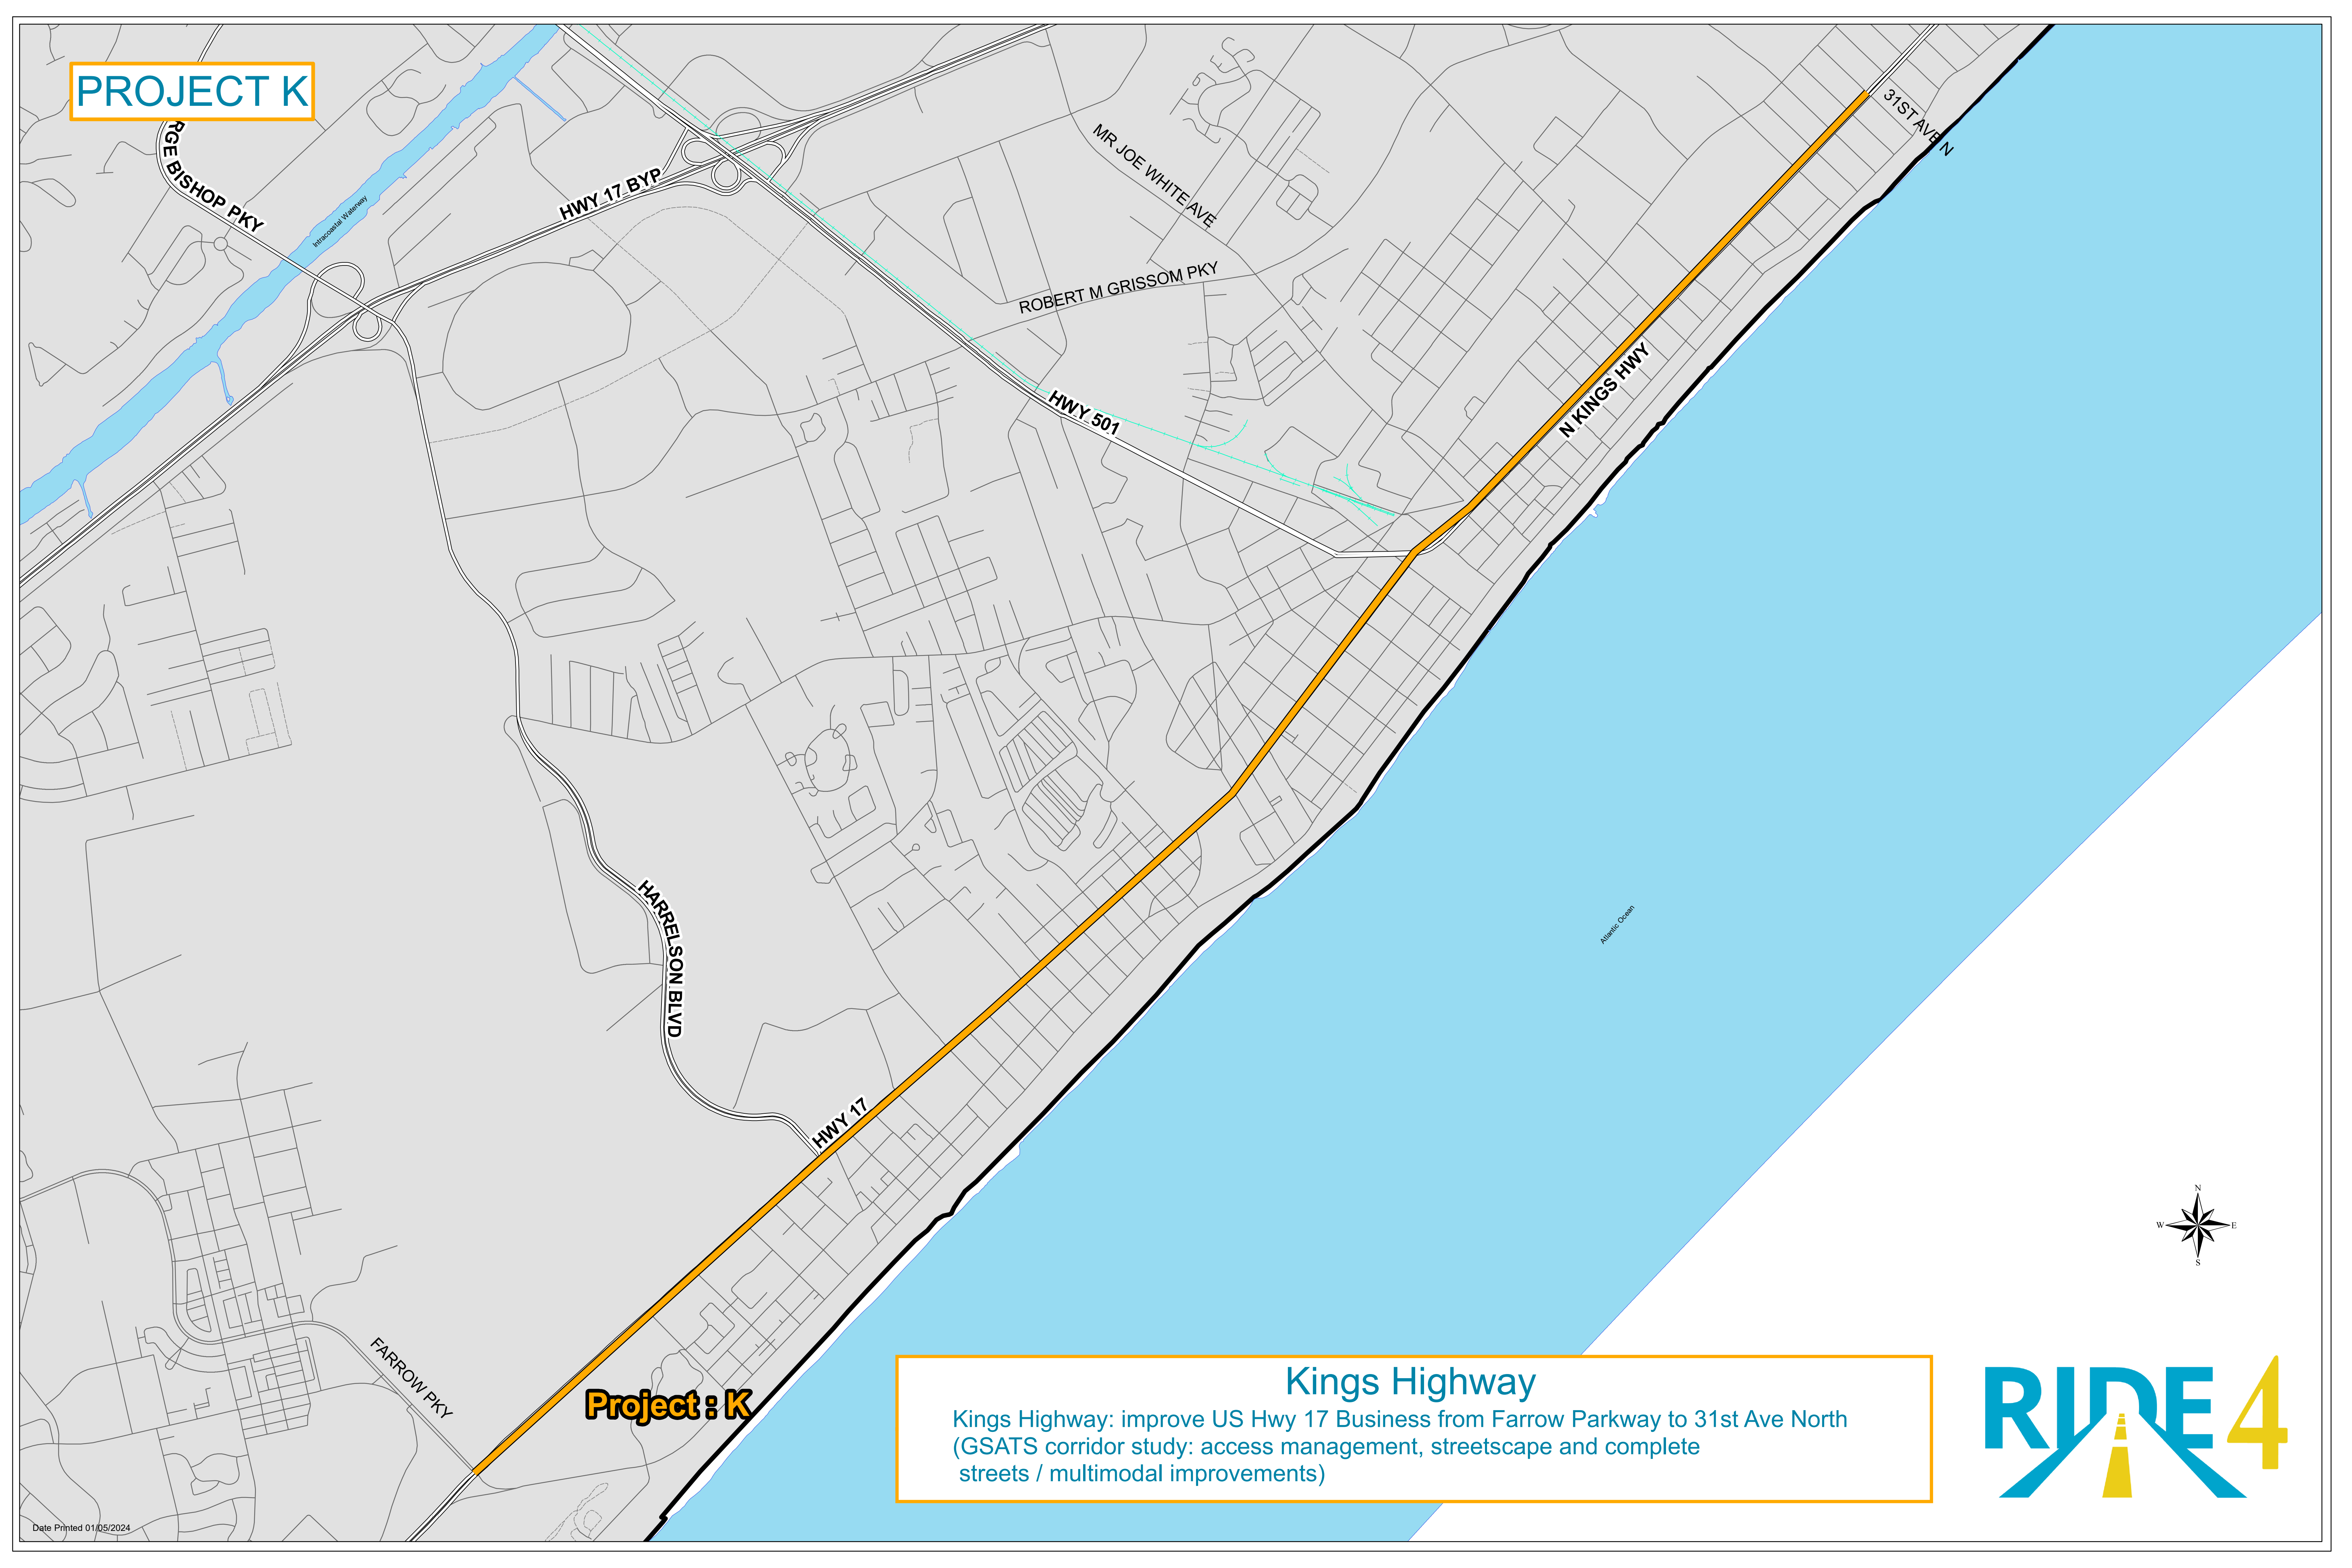 PROJECT K
RGE BISHOP PKY
Intracoastal Waterway
HWY 17 BYP
MR JOE WHITE AVE
31ST AVE N
ROBERT M GRISSOM PKY
HWY 501
N KINGS HWY
HARRELSON BLVD
Atlantic Ocean
HWY 17
FARROW PKY
Project : K
N
W
E
S
Kings Highway
Kings Highway: improve US Hwy 17 Business from Farrow Parkway to 31st Ave North
(GSATS corridor study: access management, streetscape and complete
streets / multimodal improvements)
RIDE 4
Date Printed 01/05/2024